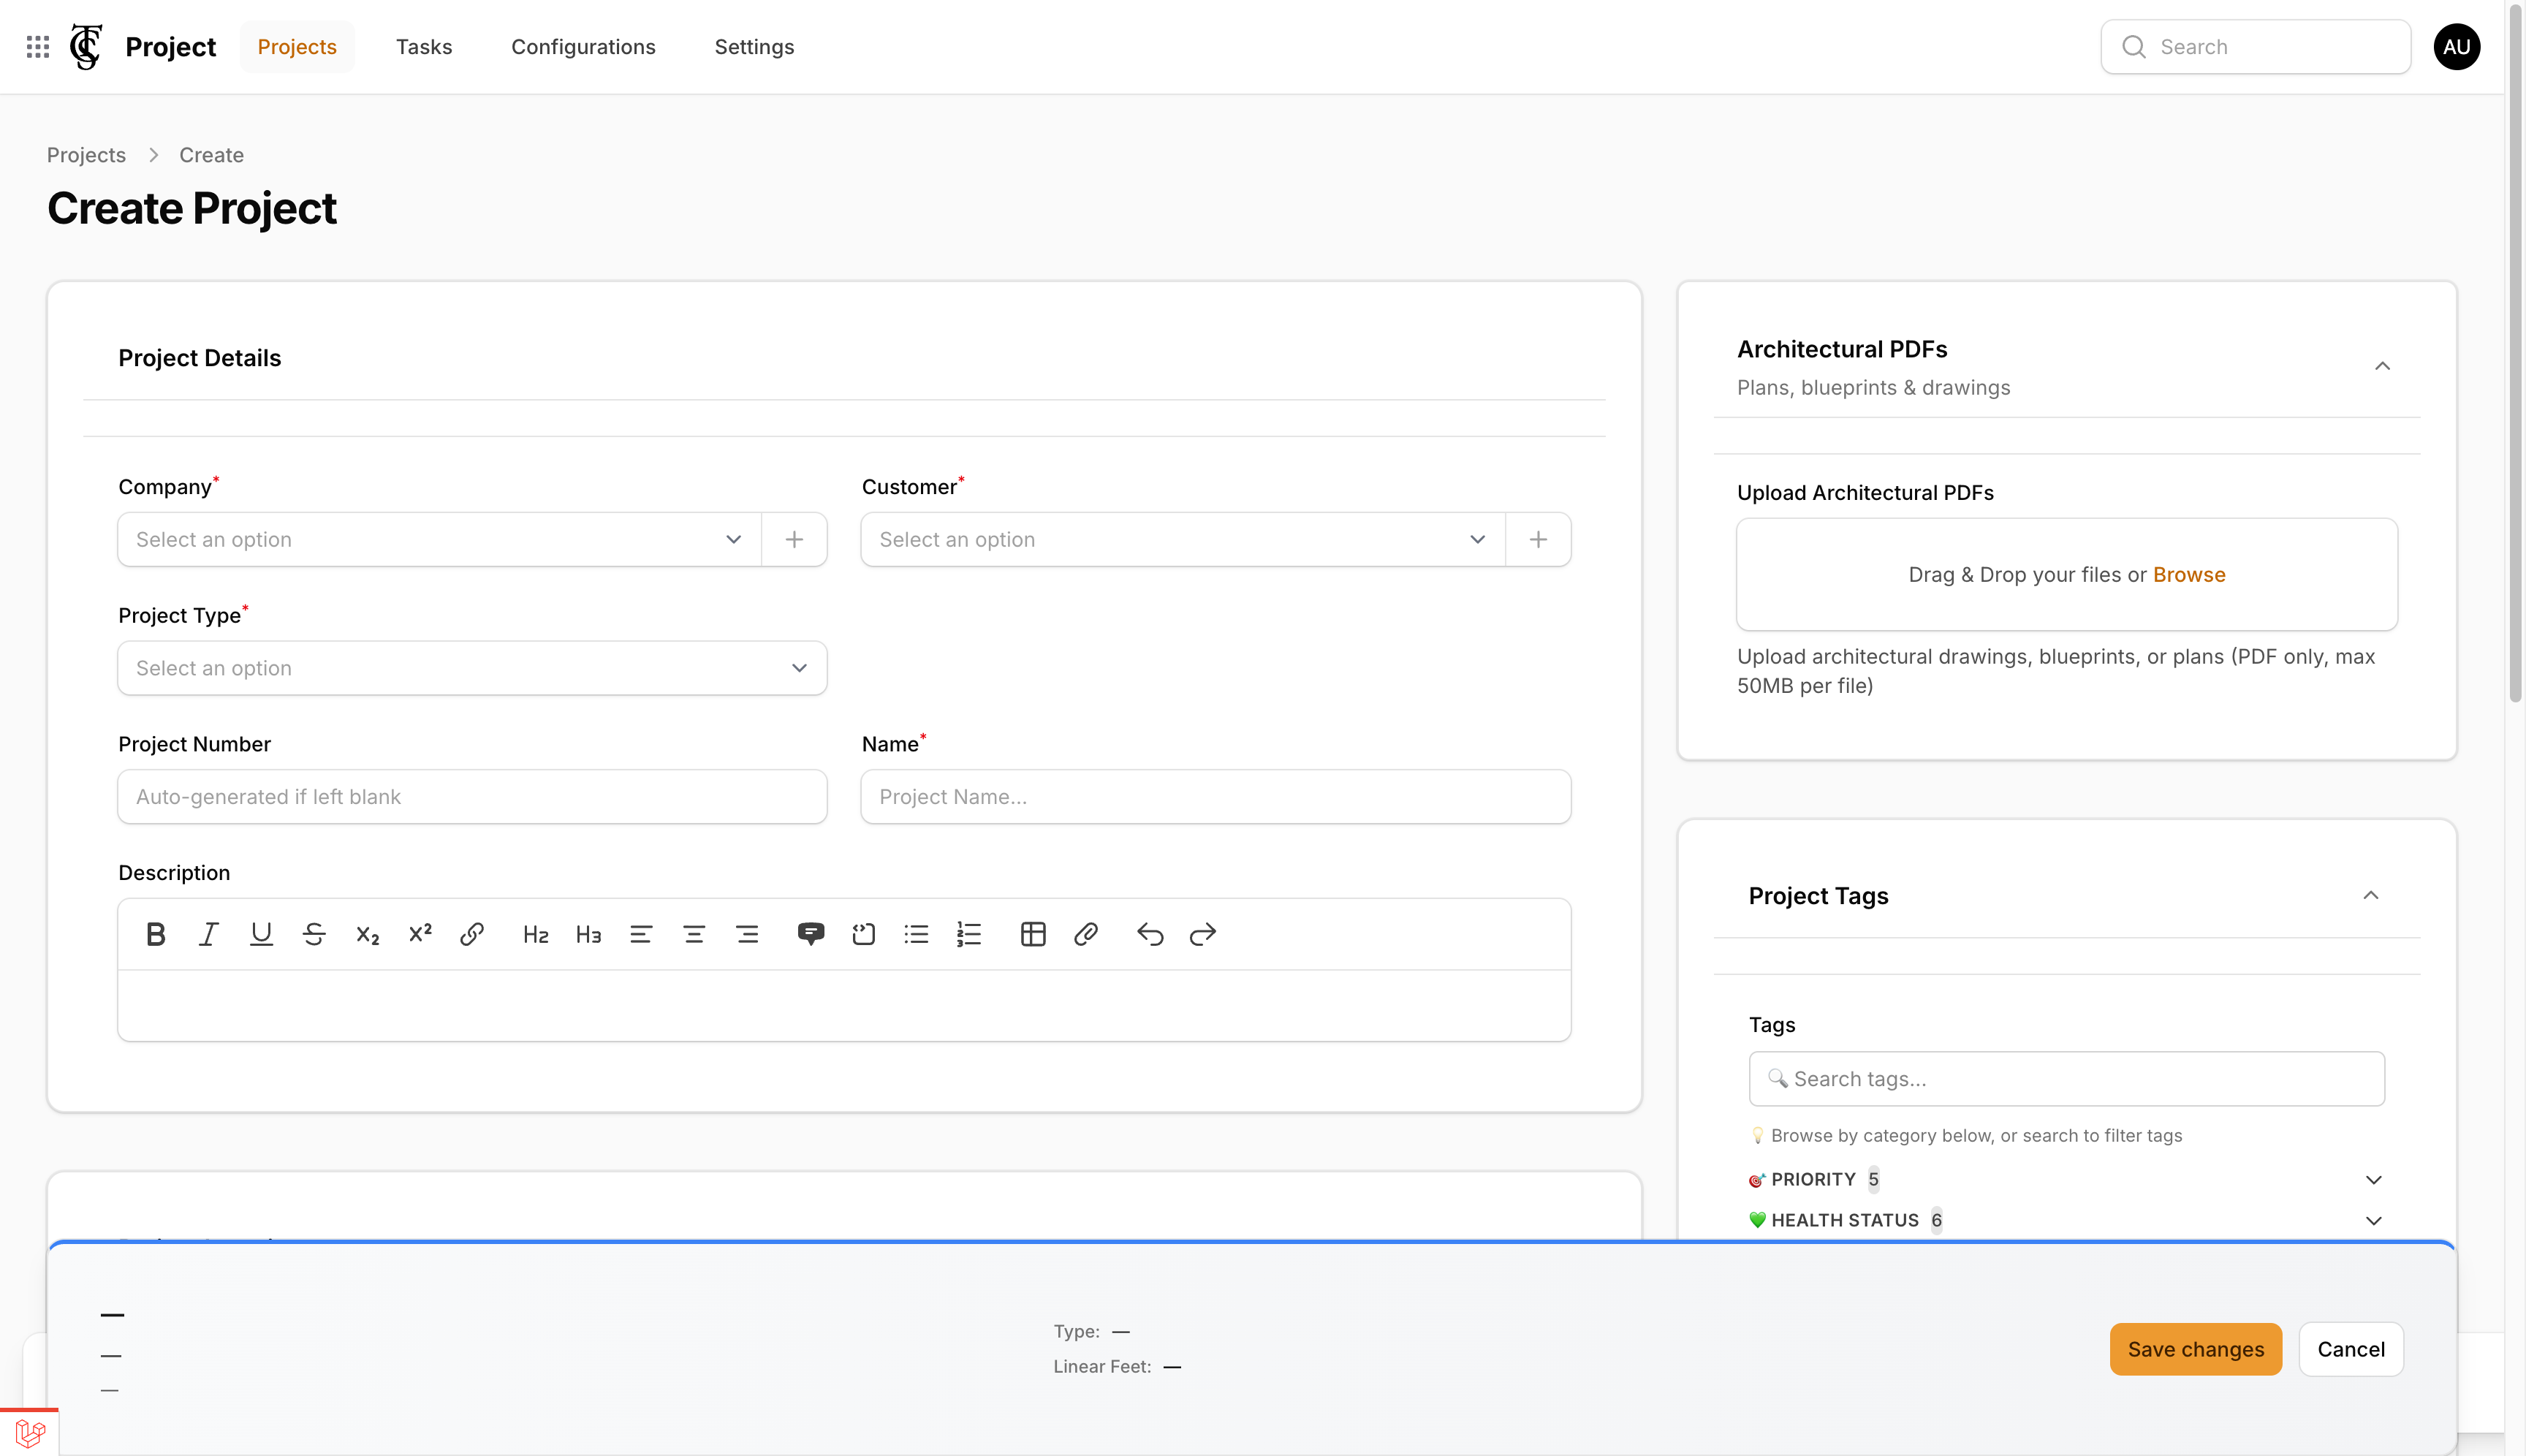 Project
Projects
Tasks
Configurations
Settings
Search
AU
Projects > Create
Create Project
Project Details
Company*
Select an option
Customer*
Select an option
Project Type*
Select an option
Project Number
Auto-generated if left blank
Name*
Project Name...
Description
H2
H3
Architectural PDFs
Plans, blueprints & drawings
Upload Architectural PDFs
Drag & Drop your files or Browse
Upload architectural drawings, blueprints, or plans (PDF only, max
50MB per file)
Project Tags
Tags
🔍 Search tags...
💡 Browse by category below, or search to filter tags
🎯 PRIORITY 5
💚 HEALTH STATUS 6
—
—
—
Type: —
Linear Feet: —
Save changes
Cancel